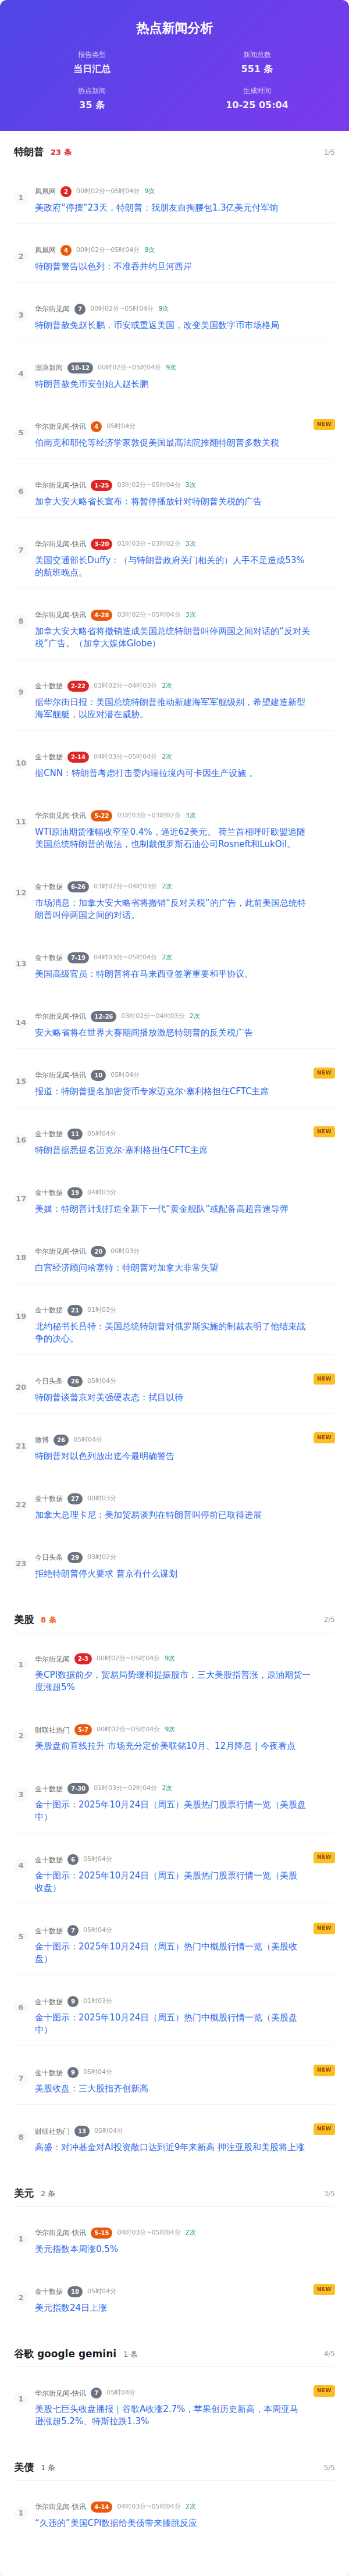 热点新闻分析
报告类型
当日汇总
新闻总数
551 条
热点新闻
35 条
生成时间
10-25 05:04
特朗普 23 条 1/5
1 凤凰网 2 00时02分~05时04分 9次
美政府“停摆”23天，特朗普：我朋友自掏腰包1.3亿美元付军饷
2 凤凰网 4 00时02分~05时04分 9次
特朗普警告以色列：不准吞并约旦河西岸
3 华尔街见闻 7 00时02分~05时04分 9次
特朗普赦免赵长鹏，币安或重返美国，改变美国数字币市场格局
4 澎湃新闻 10-12 00时02分~05时04分 9次
特朗普赦免币安创始人赵长鹏
5 华尔街见闻-快讯 4 05时04分 NEW
伯南克和耶伦等经济学家敦促美国最高法院推翻特朗普多数关税
6 华尔街见闻-快讯 1-25 03时02分~05时04分 3次
加拿大安大略省长宣布：将暂停播放针对特朗普关税的广告
7 华尔街见闻-快讯 3-20 01时03分~03时02分 3次
美国交通部长Duffy：（与特朗普政府关门相关的）人手不足造成53%
的航班晚点。
8 华尔街见闻-快讯 4-28 03时02分~05时04分 3次
加拿大安大略省将撤销造成美国总统特朗普叫停两国之间对话的“反对关
税”广告。（加拿大媒体Globe）
9 金十数据 2-22 03时02分~04时03分 2次
据华尔街日报：美国总统特朗普推动新建海军军舰级别，希望建造新型
海军舰艇，以应对潜在威胁。
10 金十数据 2-14 04时03分~05时04分 2次
据CNN：特朗普考虑打击委内瑞拉境内可卡因生产设施 。
11 华尔街见闻-快讯 5-22 01时03分~03时02分 3次
WTI原油期货涨幅收窄至0.4%，逼近62美元。 荷兰首相呼吁欧盟追随
美国总统特朗普的做法，也制裁俄罗斯石油公司Rosneft和LukOil。
12 金十数据 6-26 03时02分~04时03分 2次
市场消息：加拿大安大略省将撤销“反对关税”的广告，此前美国总统特
朗普叫停两国之间的对话。
13 金十数据 7-19 04时03分~05时04分 2次
美国高级官员：特朗普将在马来西亚签署重要和平协议。
14 华尔街见闻-快讯 12-26 03时02分~04时03分 2次
安大略省将在世界大赛期间播放激怒特朗普的反关税广告
15 华尔街见闻-快讯 10 05时04分 NEW
报道：特朗普提名加密货币专家迈克尔·塞利格担任CFTC主席
16 金十数据 11 05时04分 NEW
特朗普据悉提名迈克尔·塞利格担任CFTC主席
17 金十数据 19 04时03分
美媒：特朗普计划打造全新下一代“黄金舰队”或配备高超音速导弹
18 华尔街见闻-快讯 20 00时03分
白宫经济顾问哈塞特：特朗普对加拿大非常失望
19 金十数据 21 01时03分
北约秘书长吕特：美国总统特朗普对俄罗斯实施的制裁表明了他结束战
争的决心。
20 今日头条 26 05时04分 NEW
特朗普谈普京对美强硬表态：拭目以待
21 微博 26 05时04分 NEW
特朗普对以色列放出迄今最明确警告
22 金十数据 27 00时03分
加拿大总理卡尼：美加贸易谈判在特朗普叫停前已取得进展
23 今日头条 29 03时02分
拒绝特朗普停火要求 普京有什么谋划
美股 8 条 2/5
1 华尔街见闻 2-3 00时02分~05时04分 9次
美CPI数据前夕，贸易局势缓和提振股市，三大美股指普涨，原油期货一
度涨超5%
2 财联社热门 5-7 00时02分~05时04分 9次
美股盘前直线拉升 市场充分定价美联储10月、12月降息 | 今夜看点
3 金十数据 7-30 01时03分~02时04分 2次
金十图示：2025年10月24日（周五）美股热门股票行情一览（美股盘
中）
4 金十数据 6 05时04分 NEW
金十图示：2025年10月24日（周五）美股热门股票行情一览（美股
收盘）
5 金十数据 7 05时04分 NEW
金十图示：2025年10月24日（周五）热门中概股行情一览（美股收
盘）
6 金十数据 9 01时03分
金十图示：2025年10月24日（周五）热门中概股行情一览（美股盘
中）
7 金十数据 9 05时04分 NEW
美股收盘：三大股指齐创新高
8 财联社热门 13 05时04分 NEW
高盛：对冲基金对AI投资敞口达到近9年来新高 押注亚股和美股将上涨
美元 2 条 3/5
1 华尔街见闻-快讯 5-15 04时03分~05时04分 2次
美元指数本周涨0.5%
2 金十数据 10 05时04分 NEW
美元指数24日上涨
谷歌 google gemini 1 条 4/5
1 华尔街见闻-快讯 7 05时04分 NEW
美股七巨头收盘播报｜谷歌A收涨2.7%，苹果创历史新高，本周亚马
逊涨超5.2%、特斯拉跌1.3%
美债 1 条 5/5
1 华尔街见闻-快讯 4-14 04时03分~05时04分 2次
“久违的”美国CPI数据给美债带来膝跳反应